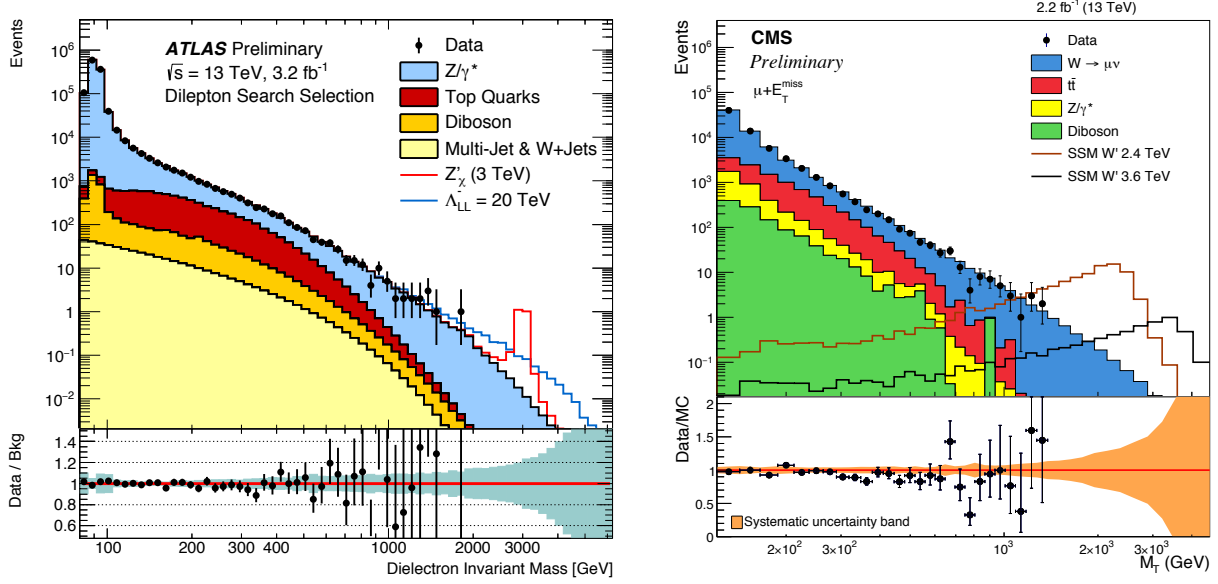 Events
10⁶
10⁵
10⁴
10³
10²
10
1
10⁻¹
10⁻²
ATLAS Preliminary
√s = 13 TeV, 3.2 fb⁻¹
Dilepton Search Selection
Data
Z/γ*
Top Quarks
Diboson
Multi-Jet & W+Jets
Z'χ (3 TeV)
Λ⁻LL = 20 TeV
Data / Bkg
1.4
1.2
1.0
0.8
0.6
100 200 300 400 1000 2000 3000
Dielectron Invariant Mass [GeV]
2.2 fb⁻¹ (13 TeV)
Events
10⁶
10⁵
10⁴
10³
10²
10
1
10⁻¹
CMS
Preliminary
μ+E_T^miss
Data
W → μν
tt̄
Z/γ*
Diboson
SSM W' 2.4 TeV
SSM W' 3.6 TeV
Data/MC
2
1.5
1
0.5
0
Systematic uncertainty band
2×10² 3×10² 10³ 2×10³ 3×10³
M_T (GeV)